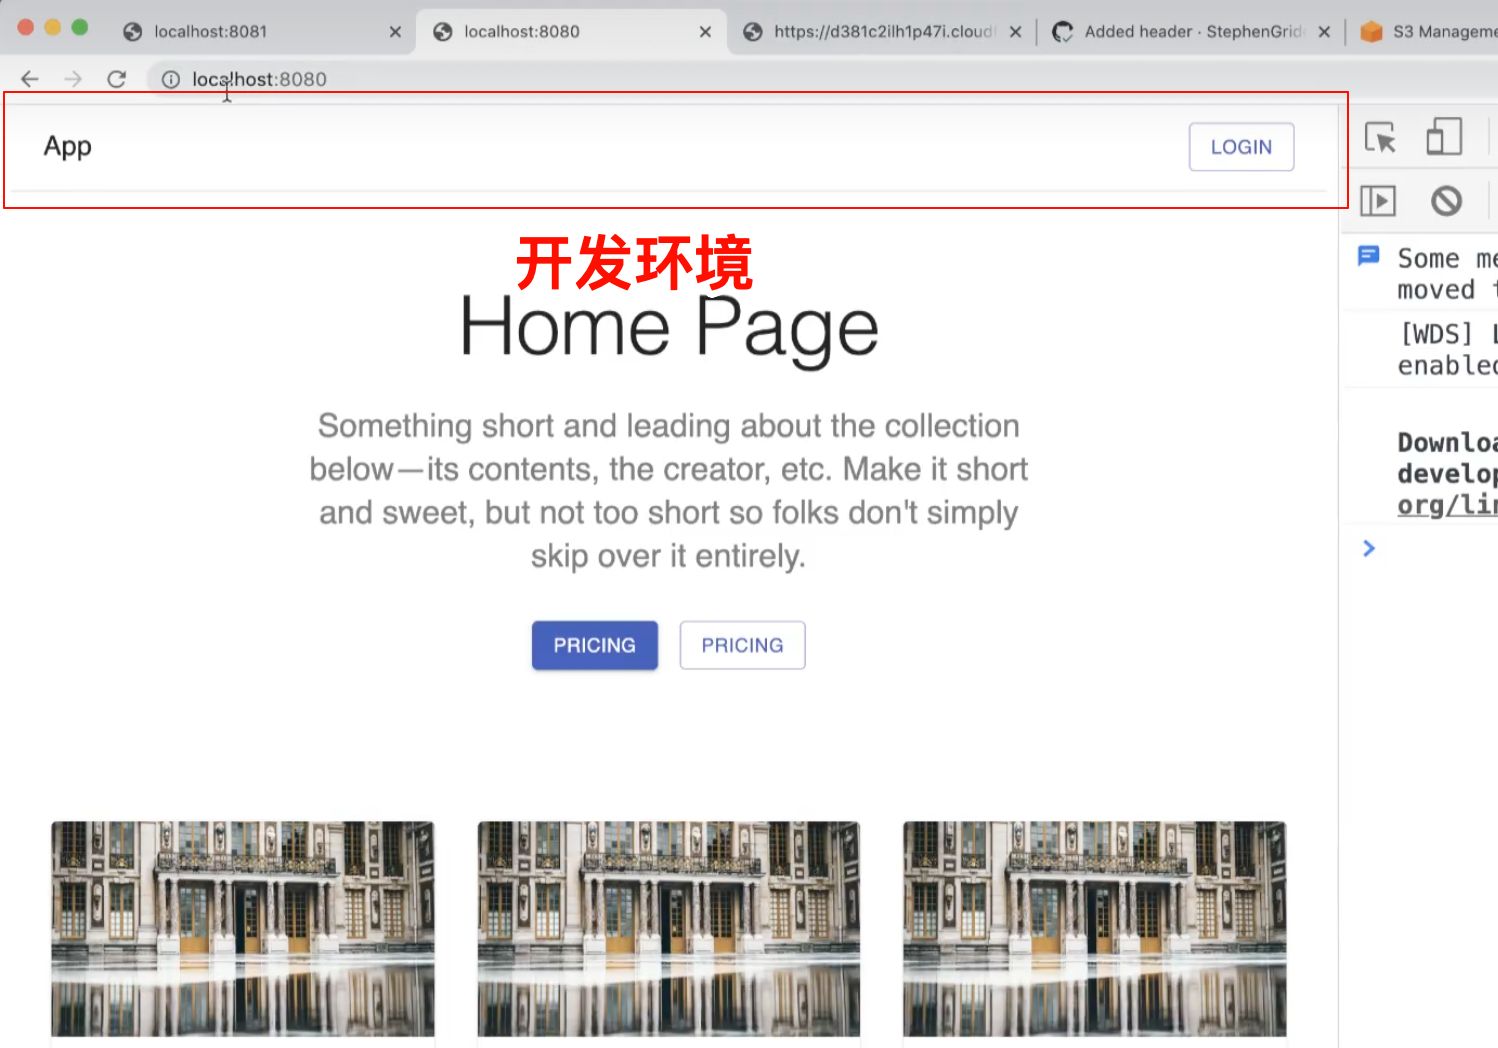 localhost:8081
localhost:8080
https://d381c2ilh1p47i.cloud
Added header · StephenGrid
S3 Manageme
localhost:8080
App
LOGIN
开发环境
Home Page
Something short and leading about the collection
below—its contents, the creator, etc. Make it short
and sweet, but not too short so folks don't simply
skip over it entirely.
PRICING
PRICING
Some me
moved t
[WDS] L
enabled
Downloa
develop
org/lin